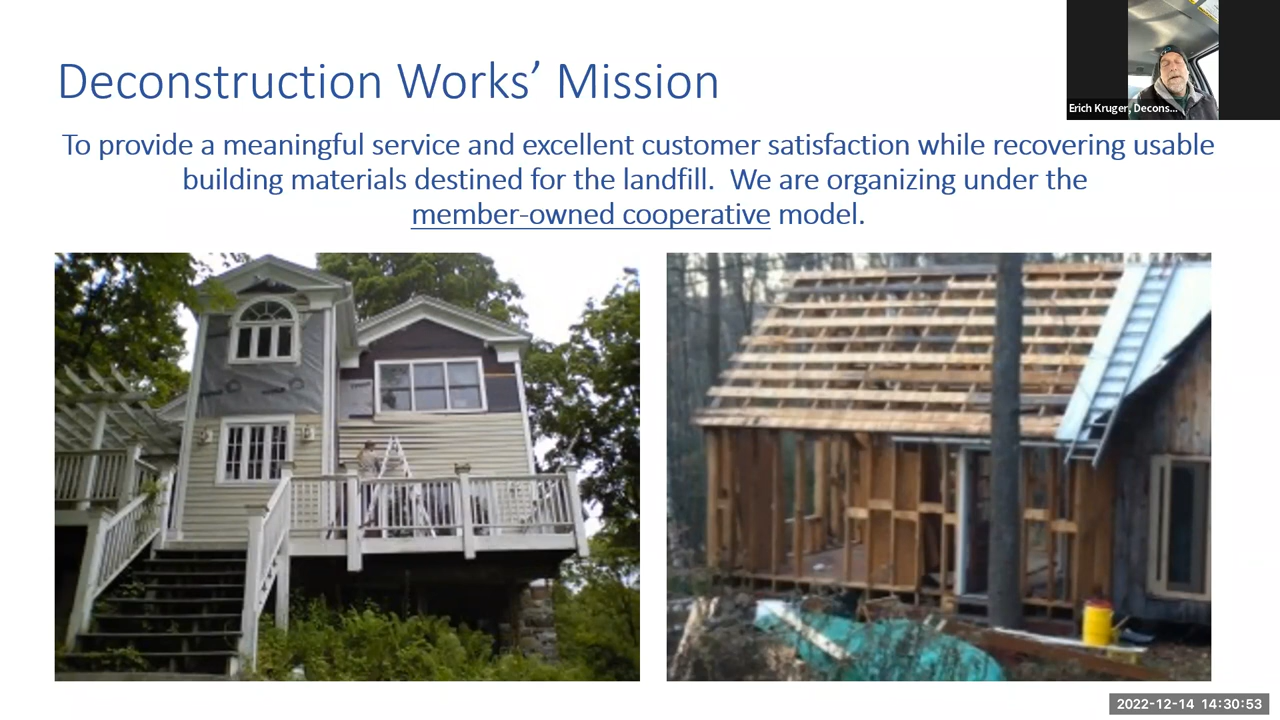 Deconstruction Works’ Mission
To provide a meaningful service and excellent customer satisfaction while recovering usable
building materials destined for the landfill.  We are organizing under the
member-owned cooperative model.
Erich Kruger, Decons...
2022-12-14 14:30:53